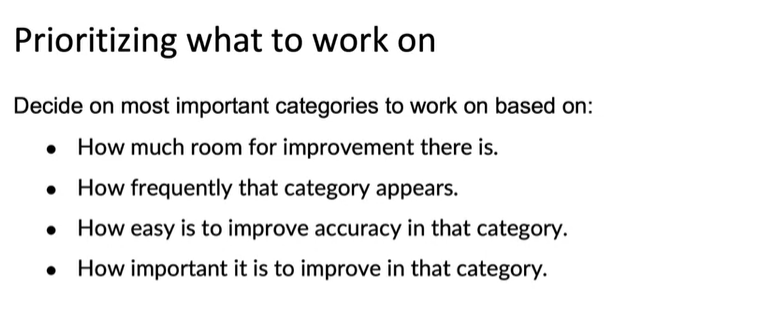 Prioritizing what to work on
Decide on most important categories to work on based on:
• How much room for improvement there is.
• How frequently that category appears.
• How easy is to improve accuracy in that category.
• How important it is to improve in that category.